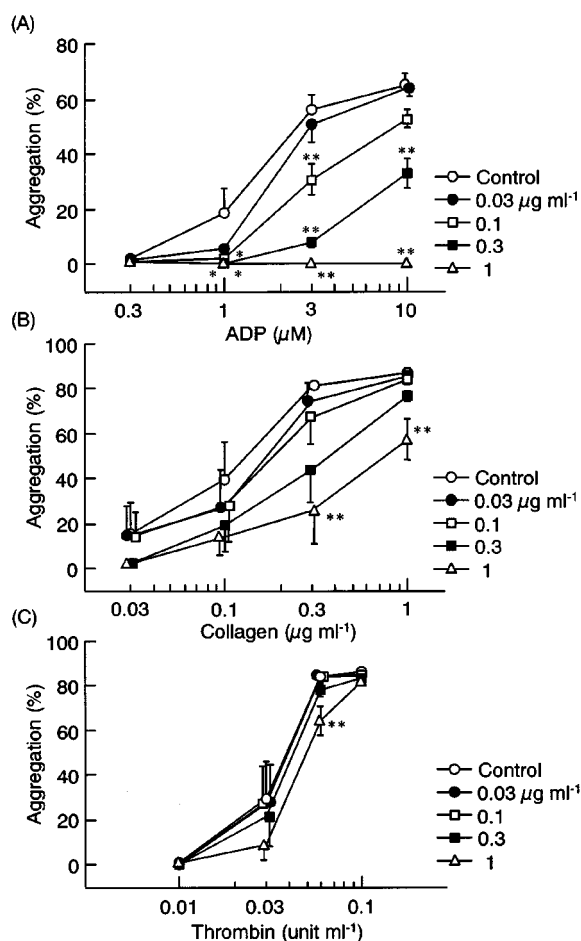 (A)
Aggregation (%)
80
60
40
20
0
0.3 1 3 10
ADP (µM)
** ** ** ** * * * **
Control
0.03 µg ml⁻¹
0.1
0.3
1
(B)
Aggregation (%)
100
80
60
40
20
0
0.03 0.1 0.3 1
Collagen (µg ml⁻¹)
** **
Control
0.03 µg ml⁻¹
0.1
0.3
1
(C)
Aggregation (%)
100
80
60
40
20
0
0.01 0.03 0.1
Thrombin (unit ml⁻¹)
**
Control
0.03 µg ml⁻¹
0.1
0.3
1